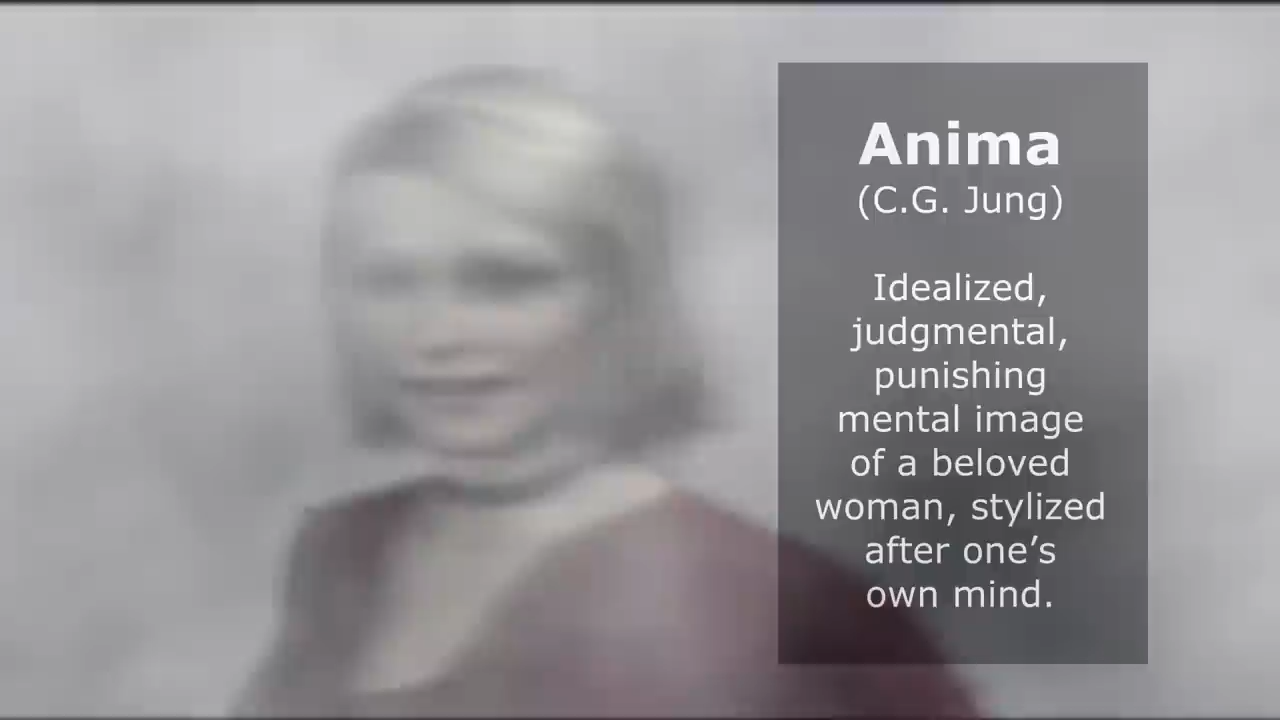 Anima
(C.G. Jung)
Idealized,
judgmental,
punishing
mental image
of a beloved
woman, stylized
after one’s
own mind.